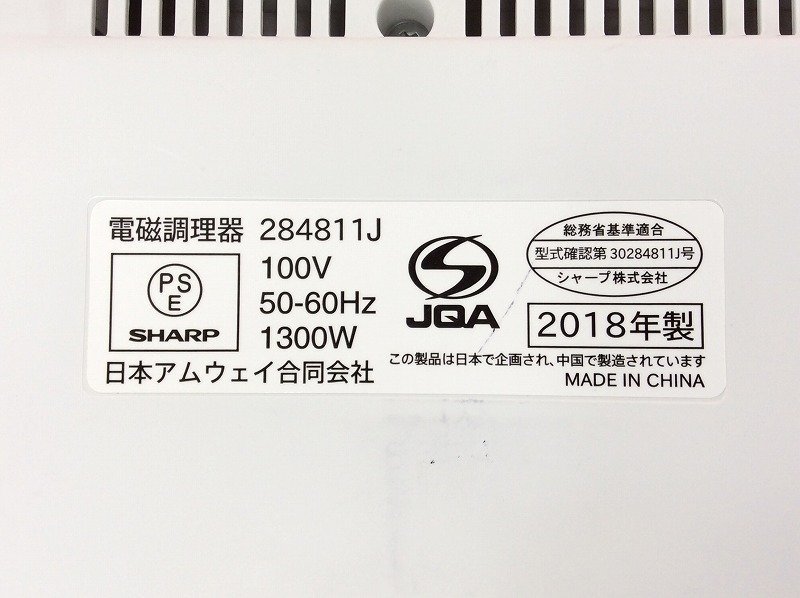 電磁調理器 284811J
PS
E
SHARP
100V
50-60Hz
1300W
日本アムウェイ合同会社
JQA
総務省基準適合
型式確認第30284811J号
シャープ株式会社
2018年製
この製品は日本で企画され、中国で製造されています
MADE IN CHINA